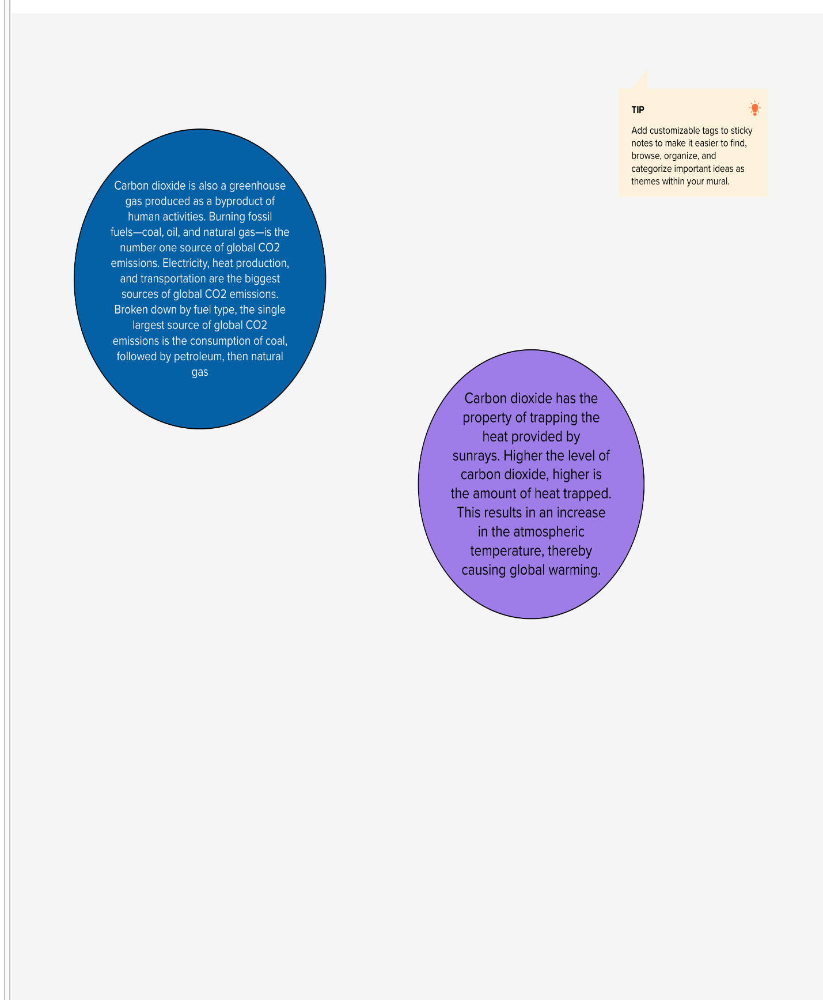 TIP
Add customizable tags to sticky
notes to make it easier to find,
browse, organize, and
categorize important ideas as
themes within your mural.
Carbon dioxide is also a greenhouse
gas produced as a byproduct of
human activities. Burning fossil
fuels—coal, oil, and natural gas—is the
number one source of global CO2
emissions. Electricity, heat production,
and transportation are the biggest
sources of global CO2 emissions.
Broken down by fuel type, the single
largest source of global CO2
emissions is the consumption of coal,
followed by petroleum, then natural
gas
Carbon dioxide has the
property of trapping the
heat provided by
sunrays. Higher the level of
carbon dioxide, higher is
the amount of heat trapped.
This results in an increase
in the atmospheric
temperature, thereby
causing global warming.